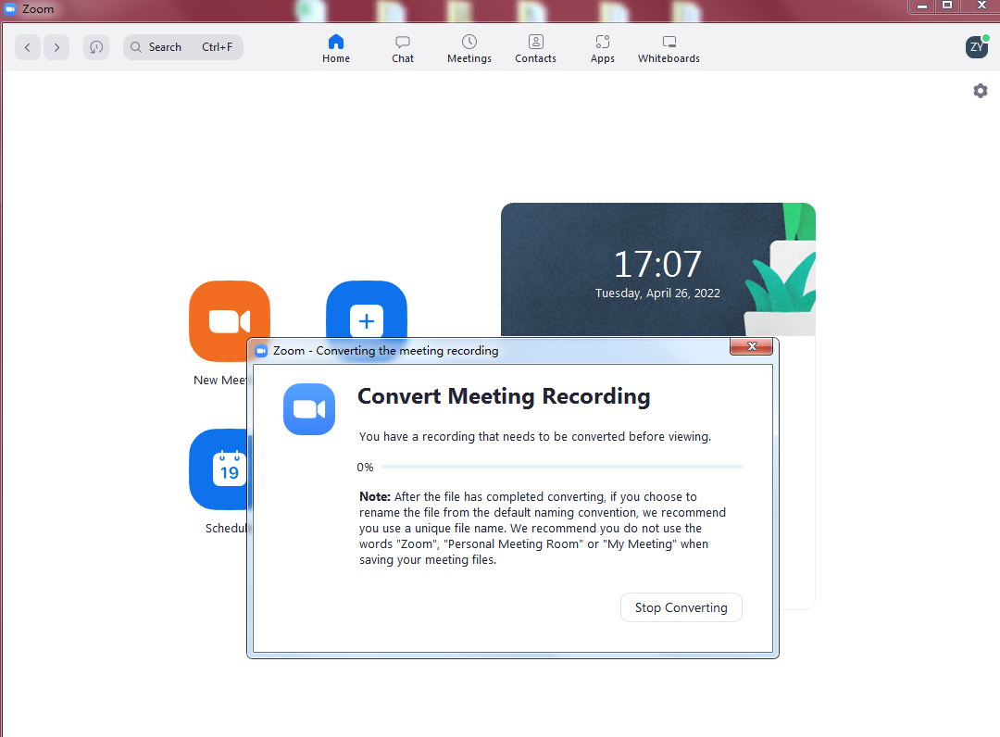 Zoom
Search Ctrl+F
Home
Chat
Meetings
Contacts
Apps
Whiteboards
ZY
17:07
Tuesday, April 26, 2022
New Mee
19
Schedul
Zoom - Converting the meeting recording
Convert Meeting Recording
You have a recording that needs to be converted before viewing.
0%
Note: After the file has completed converting, if you choose to
rename the file from the default naming convention, we recommend
you use a unique file name. We recommend you do not use the
words "Zoom", "Personal Meeting Room" or "My Meeting" when
saving your meeting files.
Stop Converting